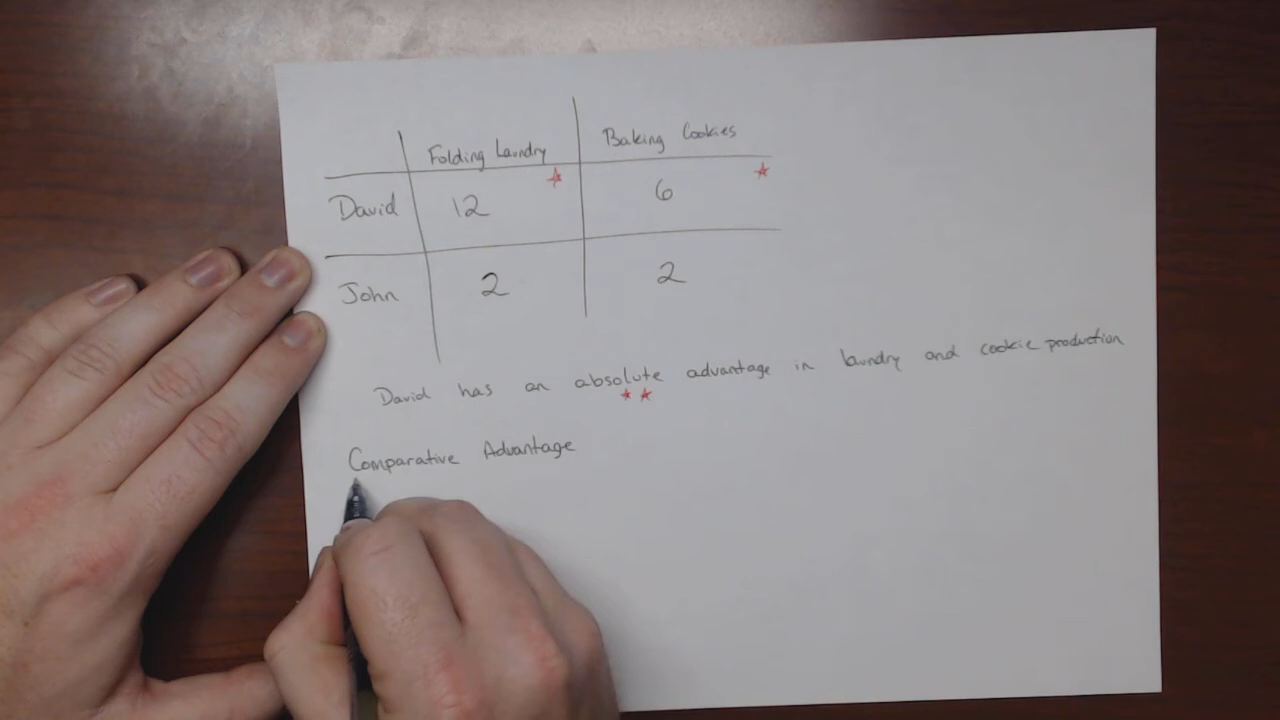 Folding Laundry Baking Cookies
David 12 6
John 2 2
David has an absolute advantage in laundry and cookie production
Comparative Advantage